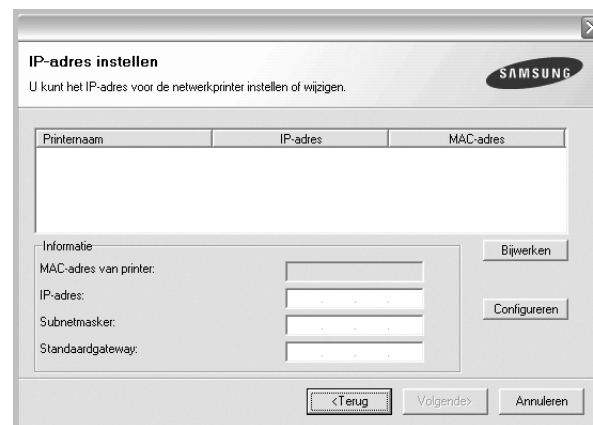 IP-adres instellen
U kunt het IP-adres voor de netwerkprinter instellen of wijzigen.
SAMSUNG
Printernaam IP-adres MAC-adres
Informatie
MAC-adres van printer:
IP-adres:
Subnetmasker:
Standaardgateway:
Bijwerken
Configureren
<Terug Volgende> Annuleren